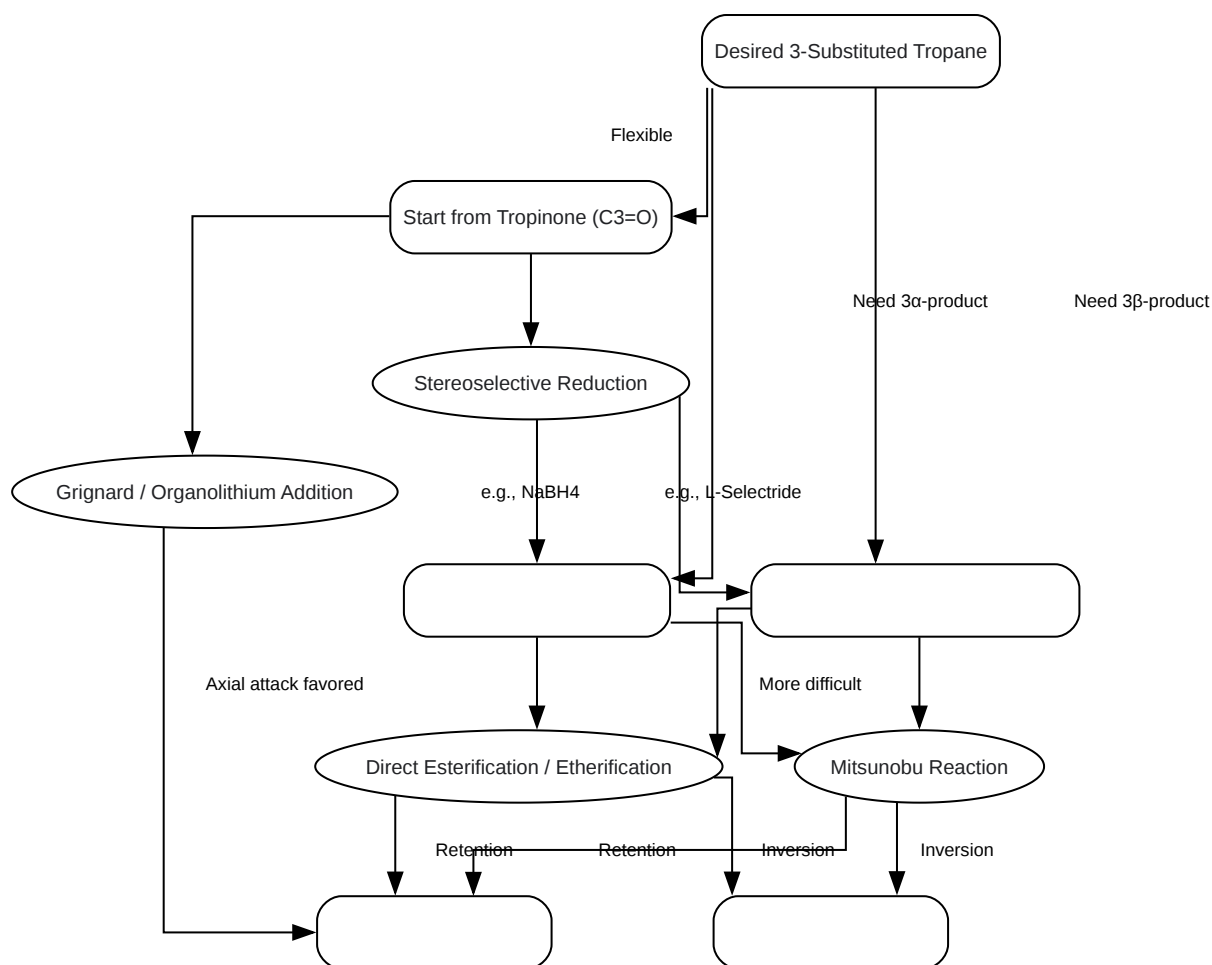 Desired 3-Substituted Tropane
Flexible
Start from Tropinone (C3=O)
Need 3α-product
Need 3β-product
Stereoselective Reduction
Grignard / Organolithium Addition
e.g., NaBH4
e.g., L-Selectride
Axial attack favored
More difficult
Direct Esterification / Etherification
Mitsunobu Reaction
Retention
Retention
Inversion
Inversion